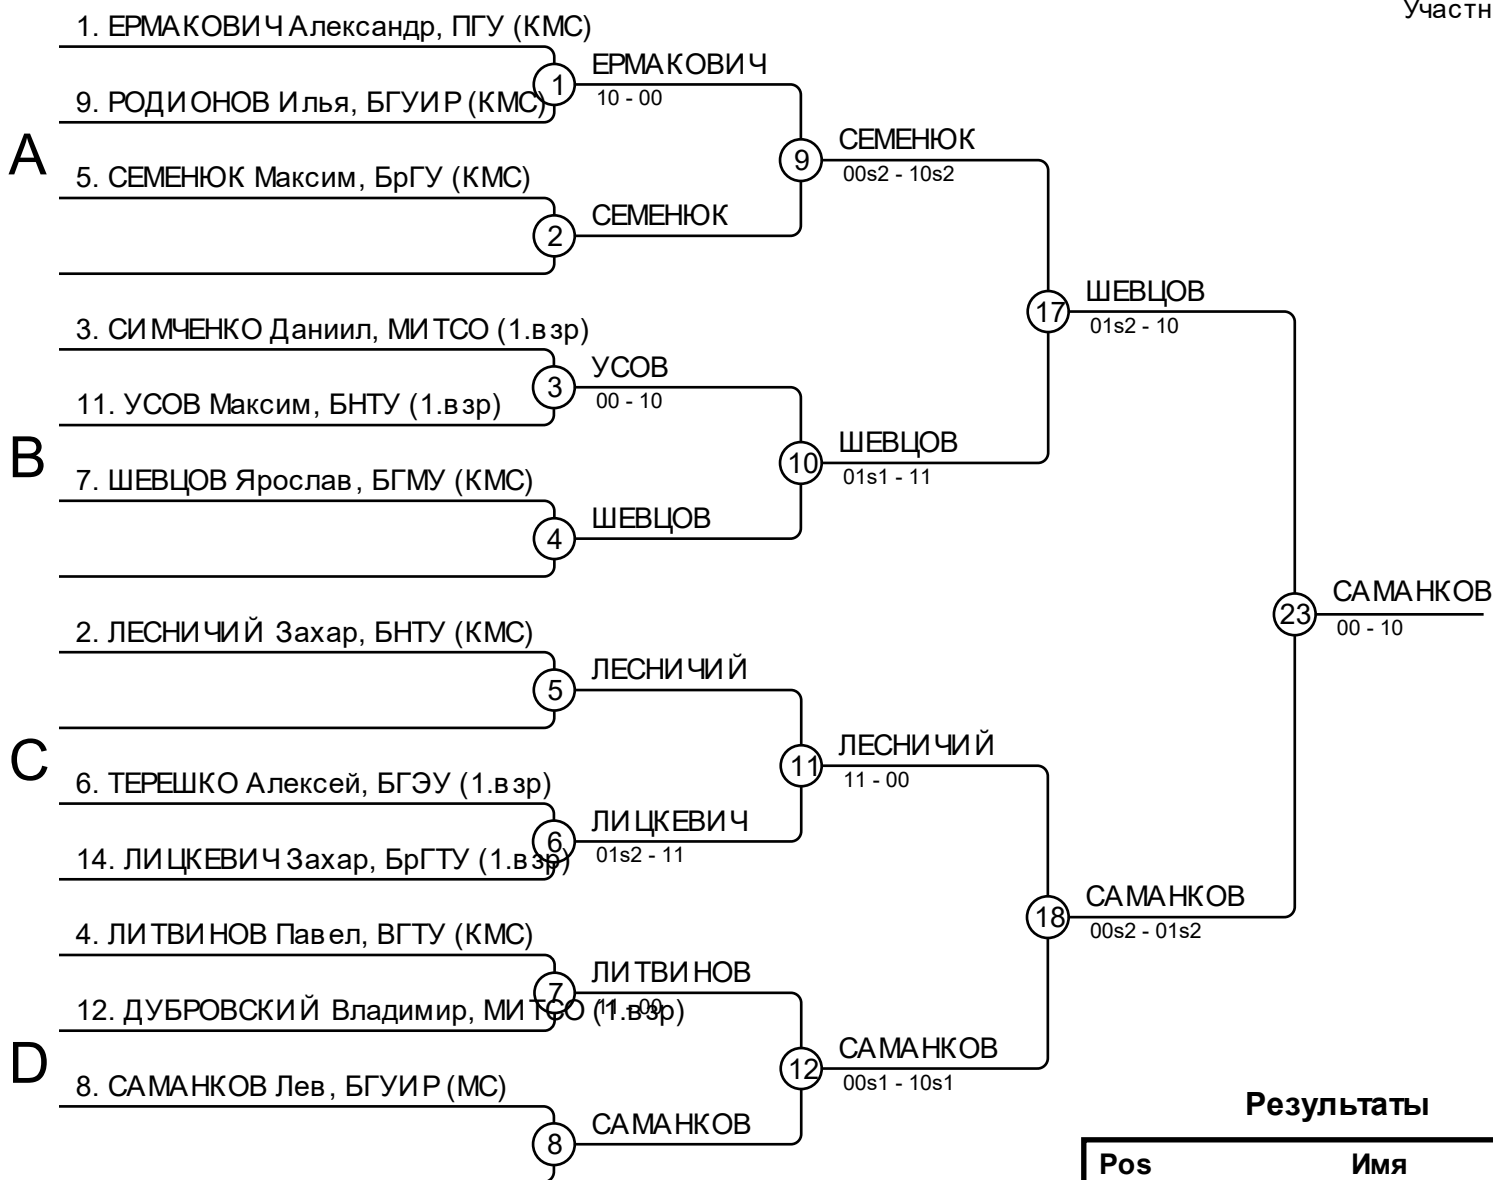 Участн
1. ЕРМАКОВИЧ Александр, ПГУ (КМС)
1
ЕРМАКОВИЧ
10 - 00
9. РОДИОНОВ Илья, БГУИР (КМС)
A
9
СЕМЕНЮК
00s2 - 10s2
5. СЕМЕНЮК Максим, БрГУ (КМС)
2
СЕМЕНЮК
17
ШЕВЦОВ
01s2 - 10
3. СИМЧЕНКО Даниил, МИТСО (1.взр)
3
УСОВ
00 - 10
11. УСОВ Максим, БНТУ (1.взр)
B
10
ШЕВЦОВ
01s1 - 11
7. ШЕВЦОВ Ярослав, БГМУ (КМС)
4
ШЕВЦОВ
23
САМАНКОВ
00 - 10
2. ЛЕСНИЧИЙ Захар, БНТУ (КМС)
5
ЛЕСНИЧИЙ
C
11
ЛЕСНИЧИЙ
11 - 00
6. ТЕРЕШКО Алексей, БГЭУ (1.взр)
6
ЛИЦКЕВИЧ
01s2 - 11
14. ЛИЦКЕВИЧ Захар, БрГТУ (1.взр)
18
САМАНКОВ
00s2 - 01s2
4. ЛИТВИНОВ Павел, ВГТУ (КМС)
7
ЛИТВИНОВ
11 - 00
12. ДУБРОВСКИЙ Владимир, МИТСО (1.взр)
D
12
САМАНКОВ
00s1 - 10s1
8. САМАНКОВ Лев, БГУИР (МС)
8
САМАНКОВ
Результаты
Pos Имя